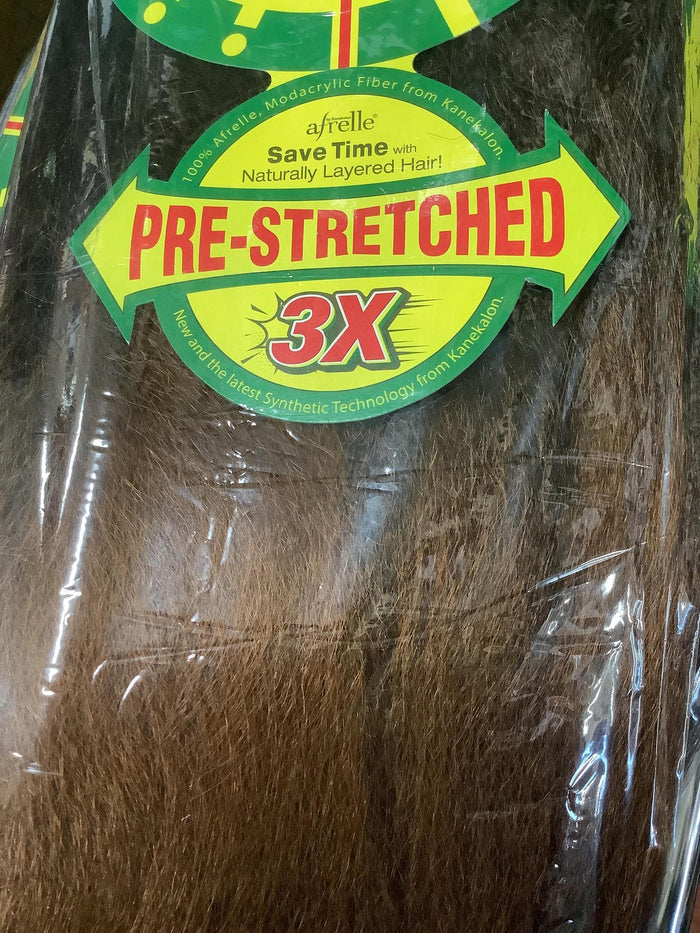 100% Afrelle, Modacrylic Fiber from Kanekalon.
afrelle®
Save Time with
Naturally Layered Hair!
PRE-STRETCHED
3X
New and the latest Synthetic Technology from Kanekalon.